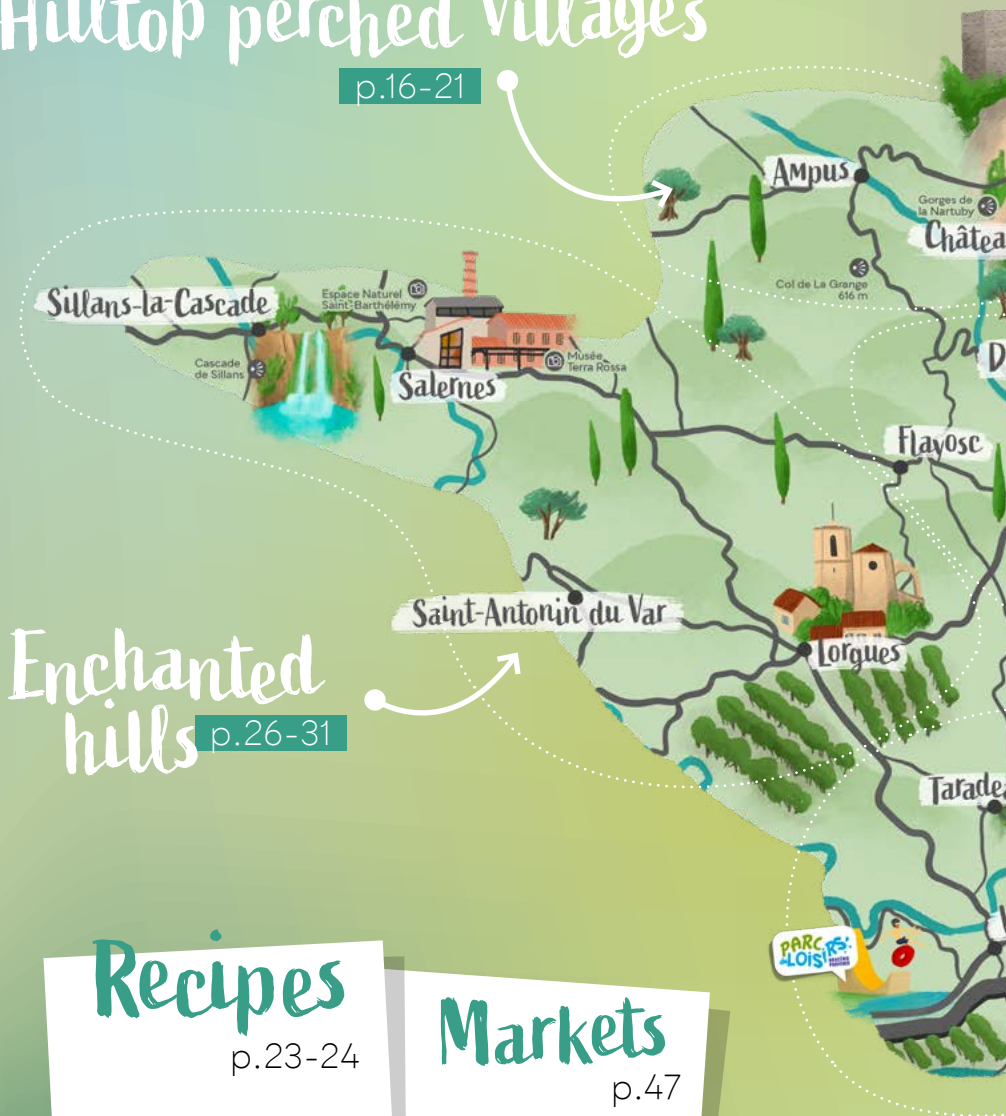 Hilltop perched Villages
p.16-21
Ampus
Gorges de
la Nartuby
Col de La Grange
616 m
Sillans-la-Cascade
Espace Naturel
Saint-Barthélémy
Cascade
de Sillans
Musée
Terra Rossa
Salernes
Flayosc
Saint-Antonin du Var
Lorgues
Enchanted
hills p.26-31
PARC
de LOISIRS
Recipes
p.23-24
Markets
p.47